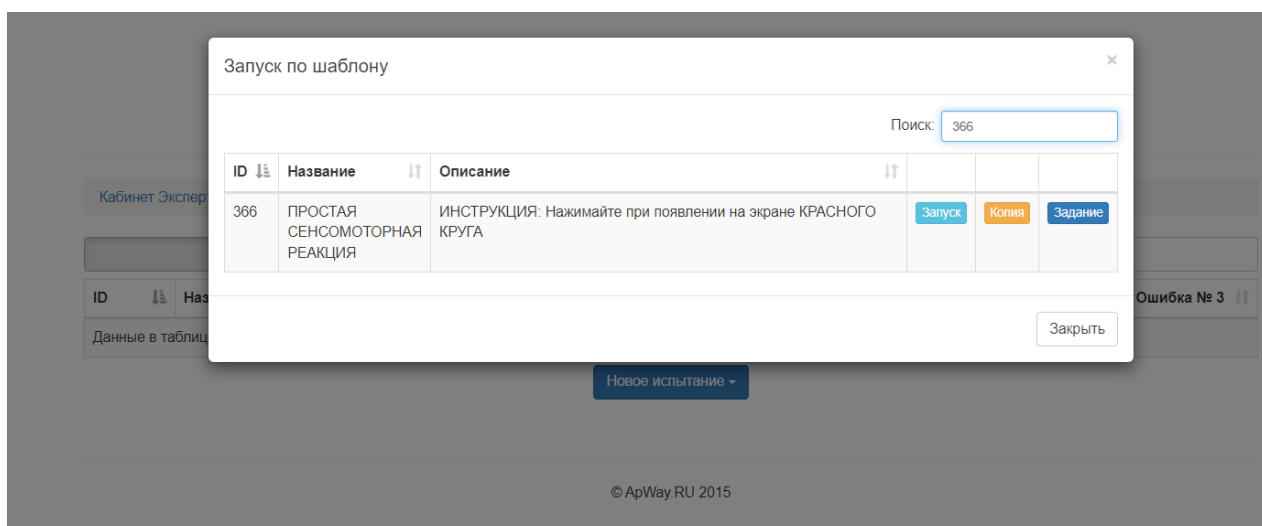 Запуск по шаблону
×
Поиск: 366
ID Название Описание
366 ПРОСТАЯ СЕНСОМОТОРНАЯ РЕАКЦИЯ
ИНСТРУКЦИЯ: Нажимайте при появлении на экране КРАСНОГО
КРУГА
Запуск Копия Задание
Закрыть
Кабинет Экспер
ID Наз Ошибка № 3
Данные в таблиц
Новое испытание
© ApWay.RU 2015